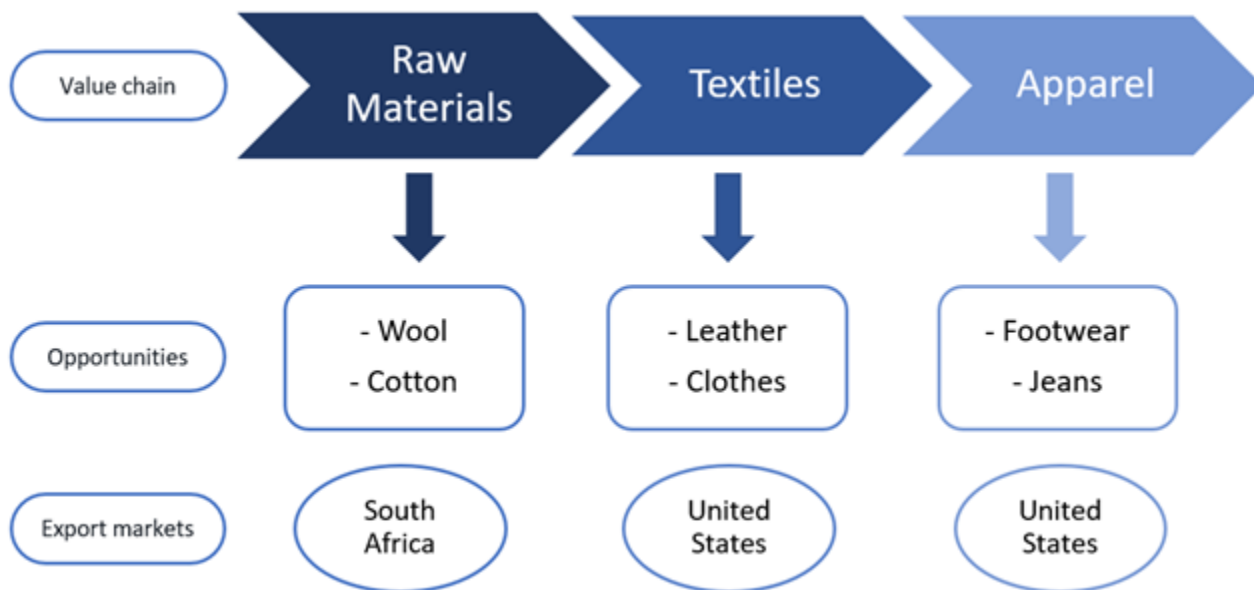 Value chain
Raw
Materials
Textiles
Apparel
Opportunities
- Wool
- Cotton
- Leather
- Clothes
- Footwear
- Jeans
Export markets
South
Africa
United
States
United
States